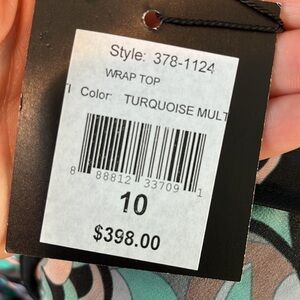 Style: 378-1124
WRAP TOP
Color: TURQUOISE MULT
8 88812 33709 1
10
$398.00